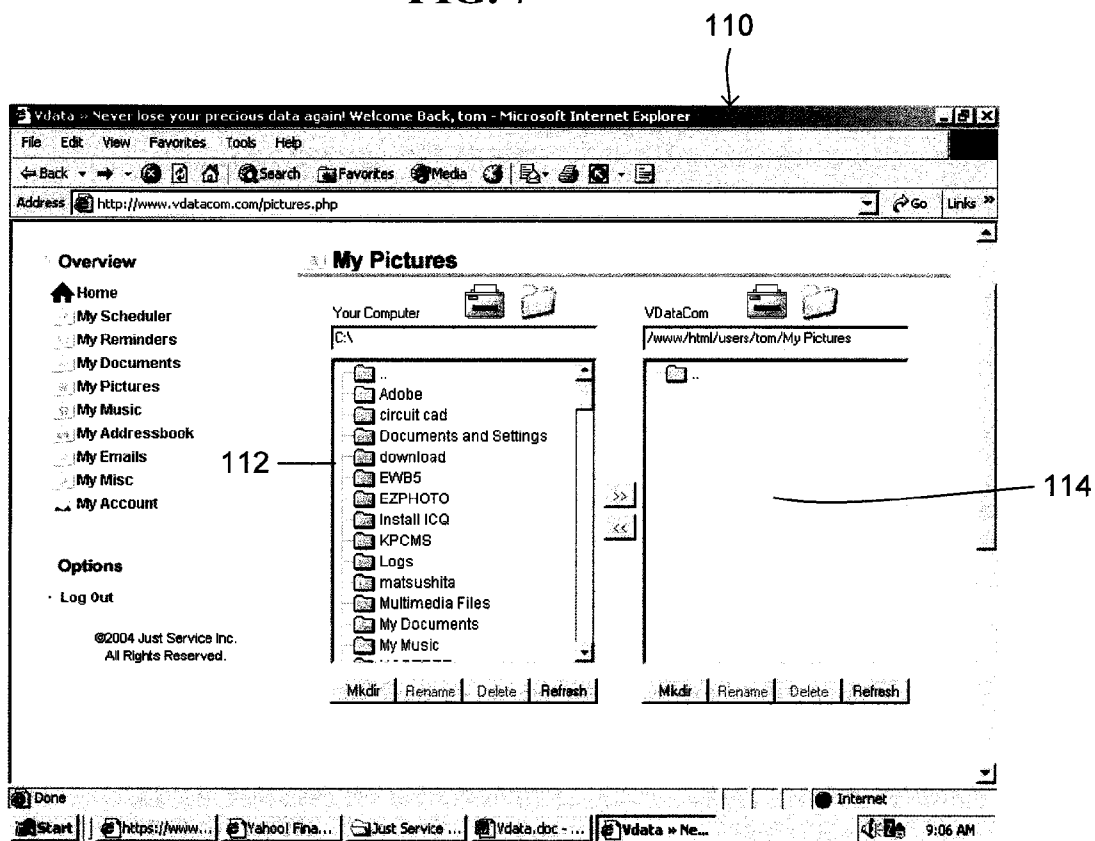 110
Vdata » Never lose your precious data again! Welcome Back, tom - Microsoft Internet Explorer
File Edit View Favorites Tools Help
Back Search Favorites Media
Address http://www.vdatacom.com/pictures.php Go Links »
Overview
Home
My Scheduler
My Reminders
My Documents
My Pictures
My Music
My Addressbook
My Emails
My Misc
My Account
Options
· Log Out
©2004 Just Service Inc.
All Rights Reserved.
My Pictures
Your Computer
C:\
..
Adobe
circuit cad
Documents and Settings
download
EWB5
EZPHOTO
Install ICQ
KPCMS
Logs
matsushita
Multimedia Files
My Documents
My Music
112
Mkdir Rename Delete Refresh
>>
<<
VDataCom
/www/html/users/tom/My Pictures
..
114
Mkdir Rename Delete Refresh
Done Internet
Start https://www... Yahoo! Fina... Just Service ... Vdata.doc - ... Vdata » Ne... 9:06 AM